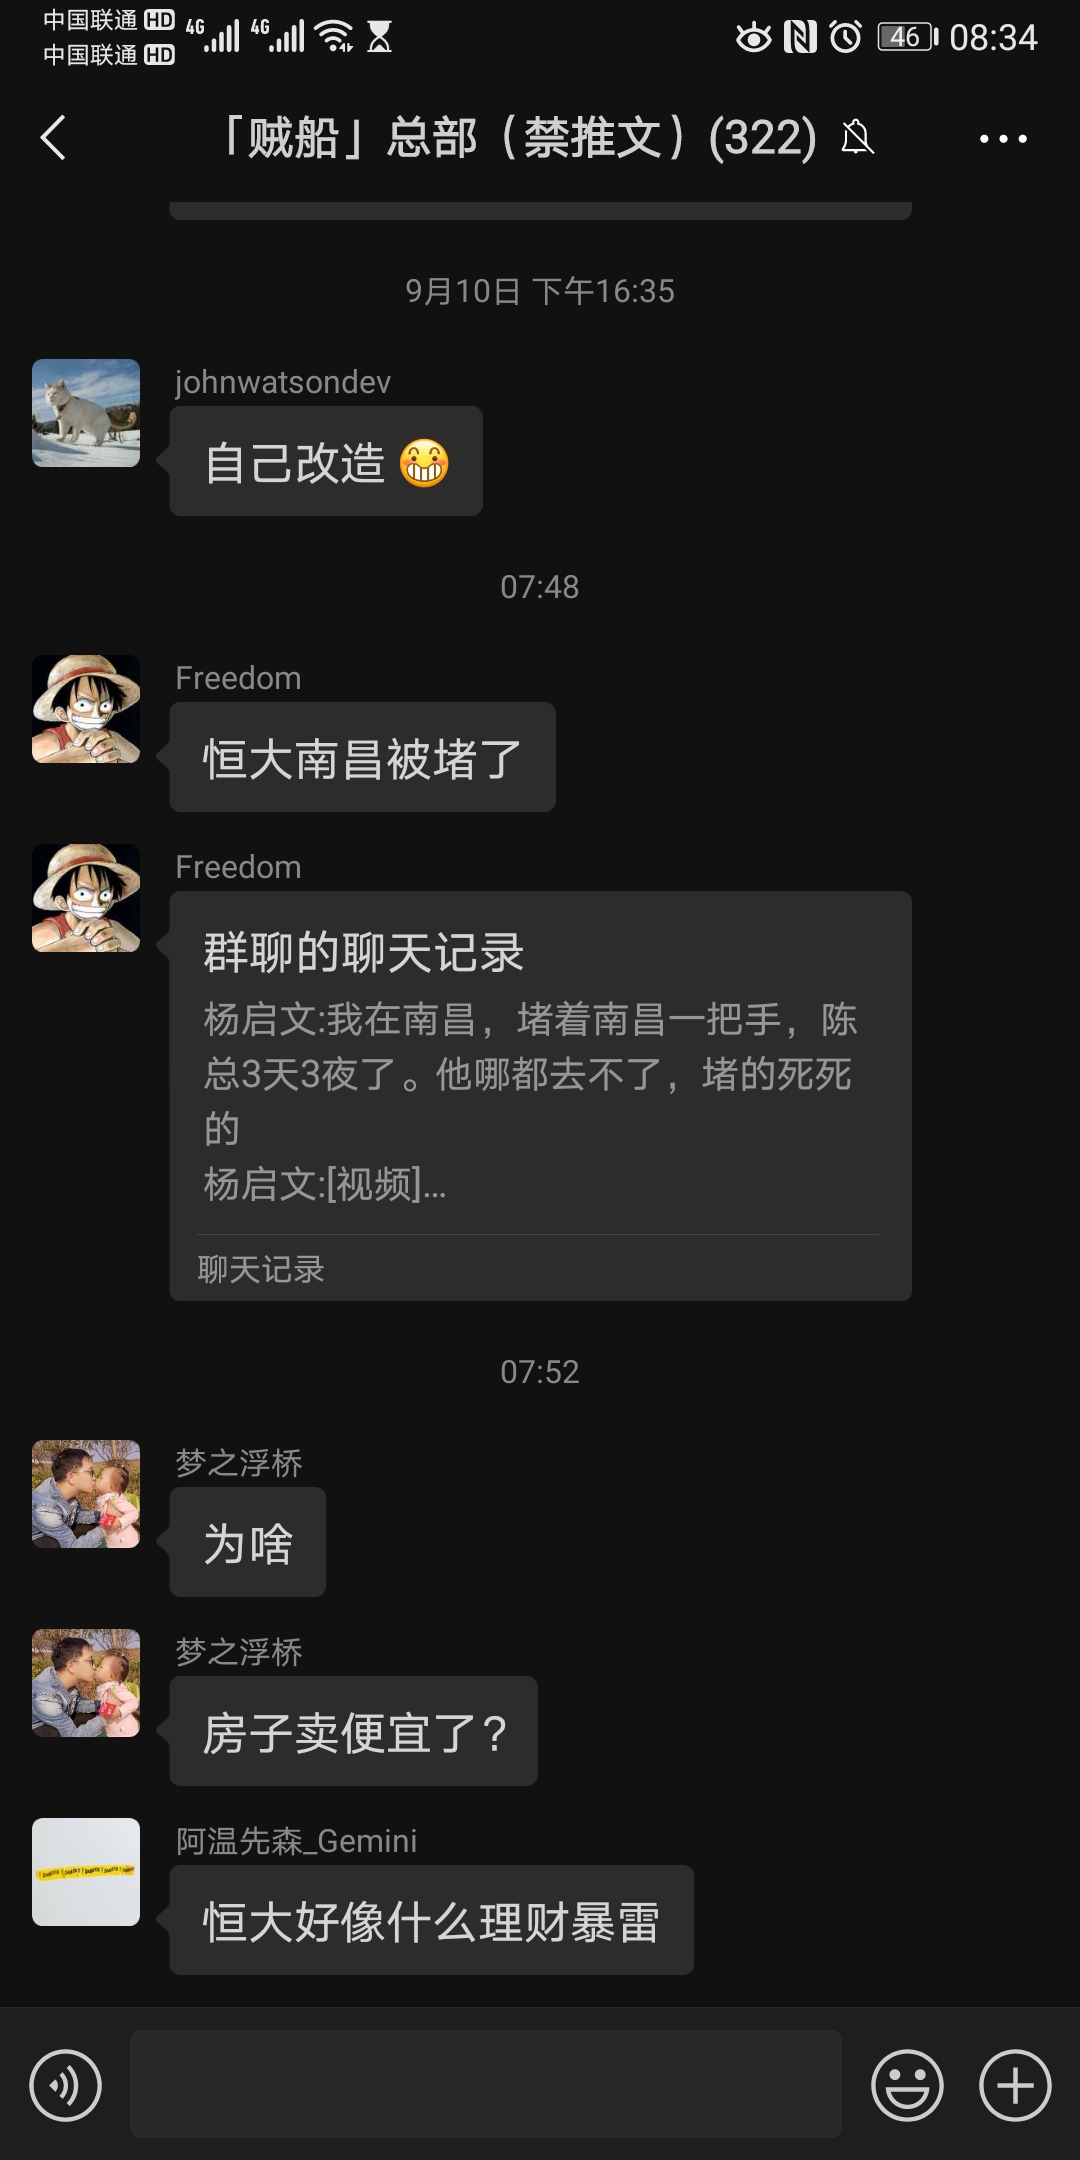 中国联通 HD 4G 4G 46 08:34
中国联通 HD
「贼船」总部（禁推文）(322)
9月10日 下午16:35
johnwatsondev
自己改造 😁
07:48
Freedom
恒大南昌被堵了
Freedom
群聊的聊天记录
杨启文:我在南昌，堵着南昌一把手，陈
总3天3夜了。他哪都去不了，堵的死死
的
杨启文:[视频]...
聊天记录
07:52
梦之浮桥
为啥
梦之浮桥
房子卖便宜了？
阿温先森_Gemini
恒大好像什么理财暴雷